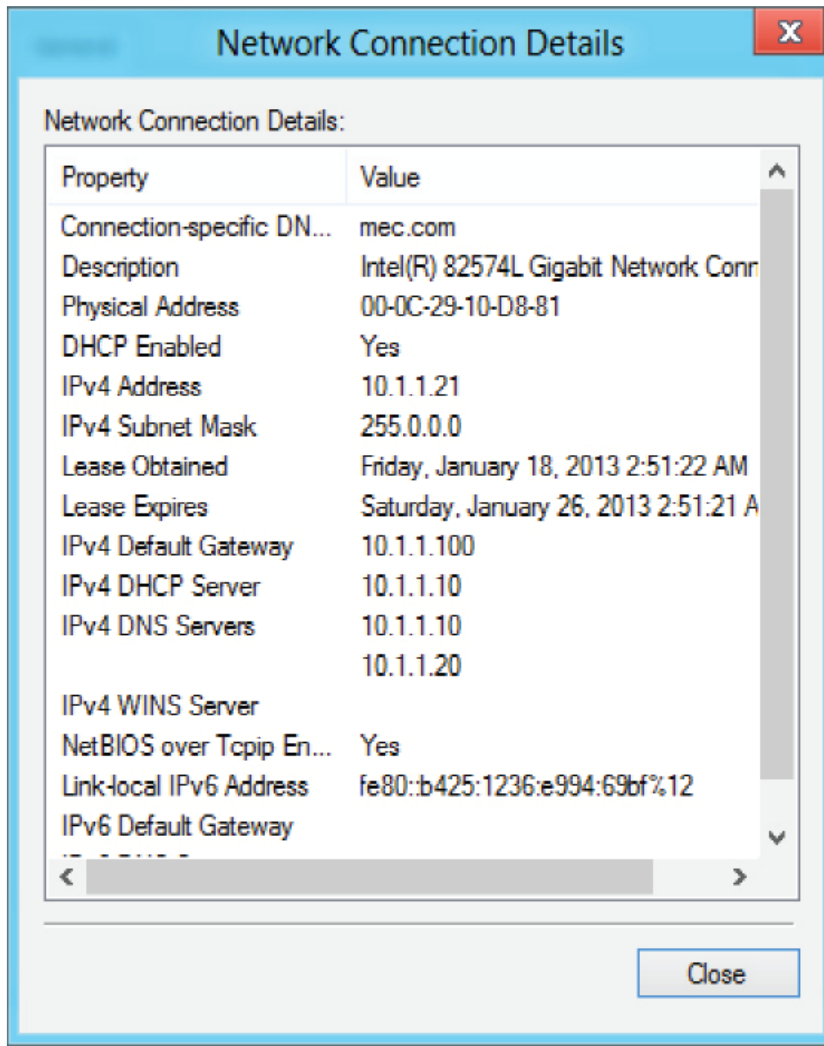 Network Connection Details
x
Network Connection Details:
Property Value
Connection-specific DN... mec.com
Description Intel(R) 82574L Gigabit Network Conn
Physical Address 00-0C-29-10-D8-81
DHCP Enabled Yes
IPv4 Address 10.1.1.21
IPv4 Subnet Mask 255.0.0.0
Lease Obtained Friday, January 18, 2013 2:51:22 AM
Lease Expires Saturday, January 26, 2013 2:51:21 A
IPv4 Default Gateway 10.1.1.100
IPv4 DHCP Server 10.1.1.10
IPv4 DNS Servers 10.1.1.10
10.1.1.20
IPv4 WINS Server
NetBIOS over Tcpip En... Yes
Link-local IPv6 Address fe80::b425:1236:e994:69bf%12
IPv6 Default Gateway
Close